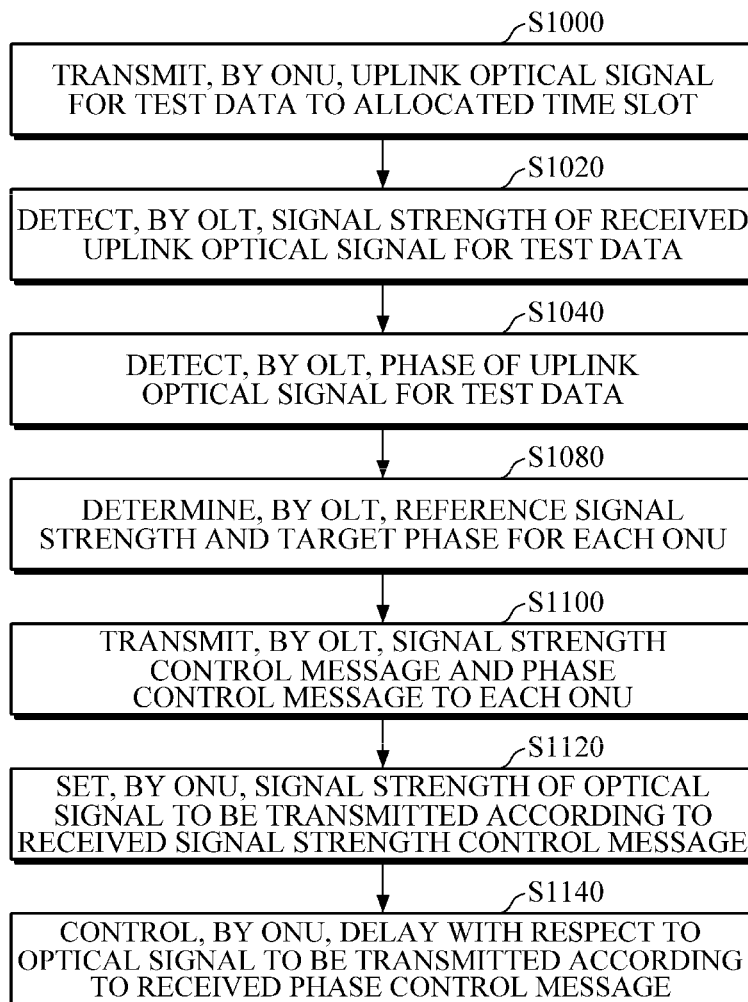 S1000
TRANSMIT, BY ONU, UPLINK OPTICAL SIGNAL
FOR TEST DATA TO ALLOCATED TIME SLOT
S1020
DETECT, BY OLT, SIGNAL STRENGTH OF RECEIVED
UPLINK OPTICAL SIGNAL FOR TEST DATA
S1040
DETECT, BY OLT, PHASE OF UPLINK
OPTICAL SIGNAL FOR TEST DATA
S1080
DETERMINE, BY OLT, REFERENCE SIGNAL
STRENGTH AND TARGET PHASE FOR EACH ONU
S1100
TRANSMIT, BY OLT, SIGNAL STRENGTH
CONTROL MESSAGE AND PHASE
CONTROL MESSAGE TO EACH ONU
S1120
SET, BY ONU, SIGNAL STRENGTH OF OPTICAL
SIGNAL TO BE TRANSMITTED ACCORDING TO
RECEIVED SIGNAL STRENGTH CONTROL MESSAGE
S1140
CONTROL, BY ONU, DELAY WITH RESPECT TO
OPTICAL SIGNAL TO BE TRANSMITTED ACCORDING
TO RECEIVED PHASE CONTROL MESSAGE